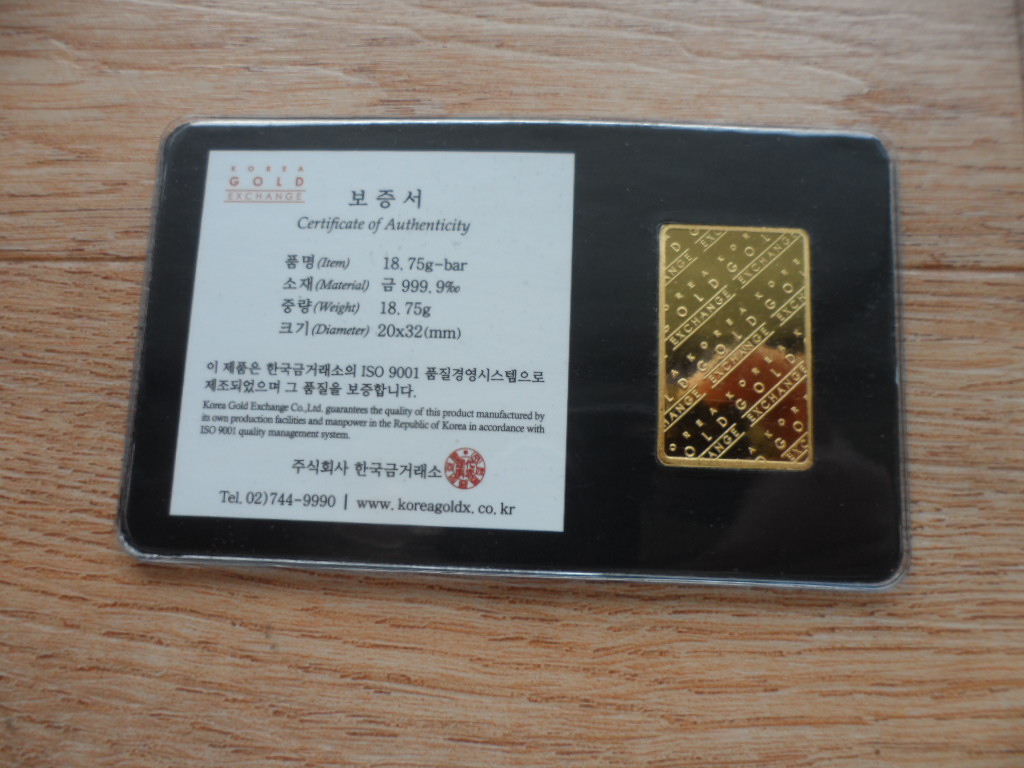 KOREA
GOLD
EXCHANGE
보증서
Certificate of Authenticity
품명(Item) 18.75g-bar
소재(Material) 금 999.9‰
중량(Weight) 18.75g
크기(Diameter) 20x32(mm)
이 제품은 한국금거래소의 ISO 9001 품질경영시스템으로
제조되었으며 그 품질을 보증합니다.
Korea Gold Exchange Co.,Ltd. guarantees the quality of this product manufactured by
its own production facilities and manpower in the Republic of Korea in accordance with
ISO 9001 quality management system.
주식회사 한국금거래소
Tel. 02)744-9990 | www.koreagoldx.co.kr
KOREA
GOLD
EXCHANGE